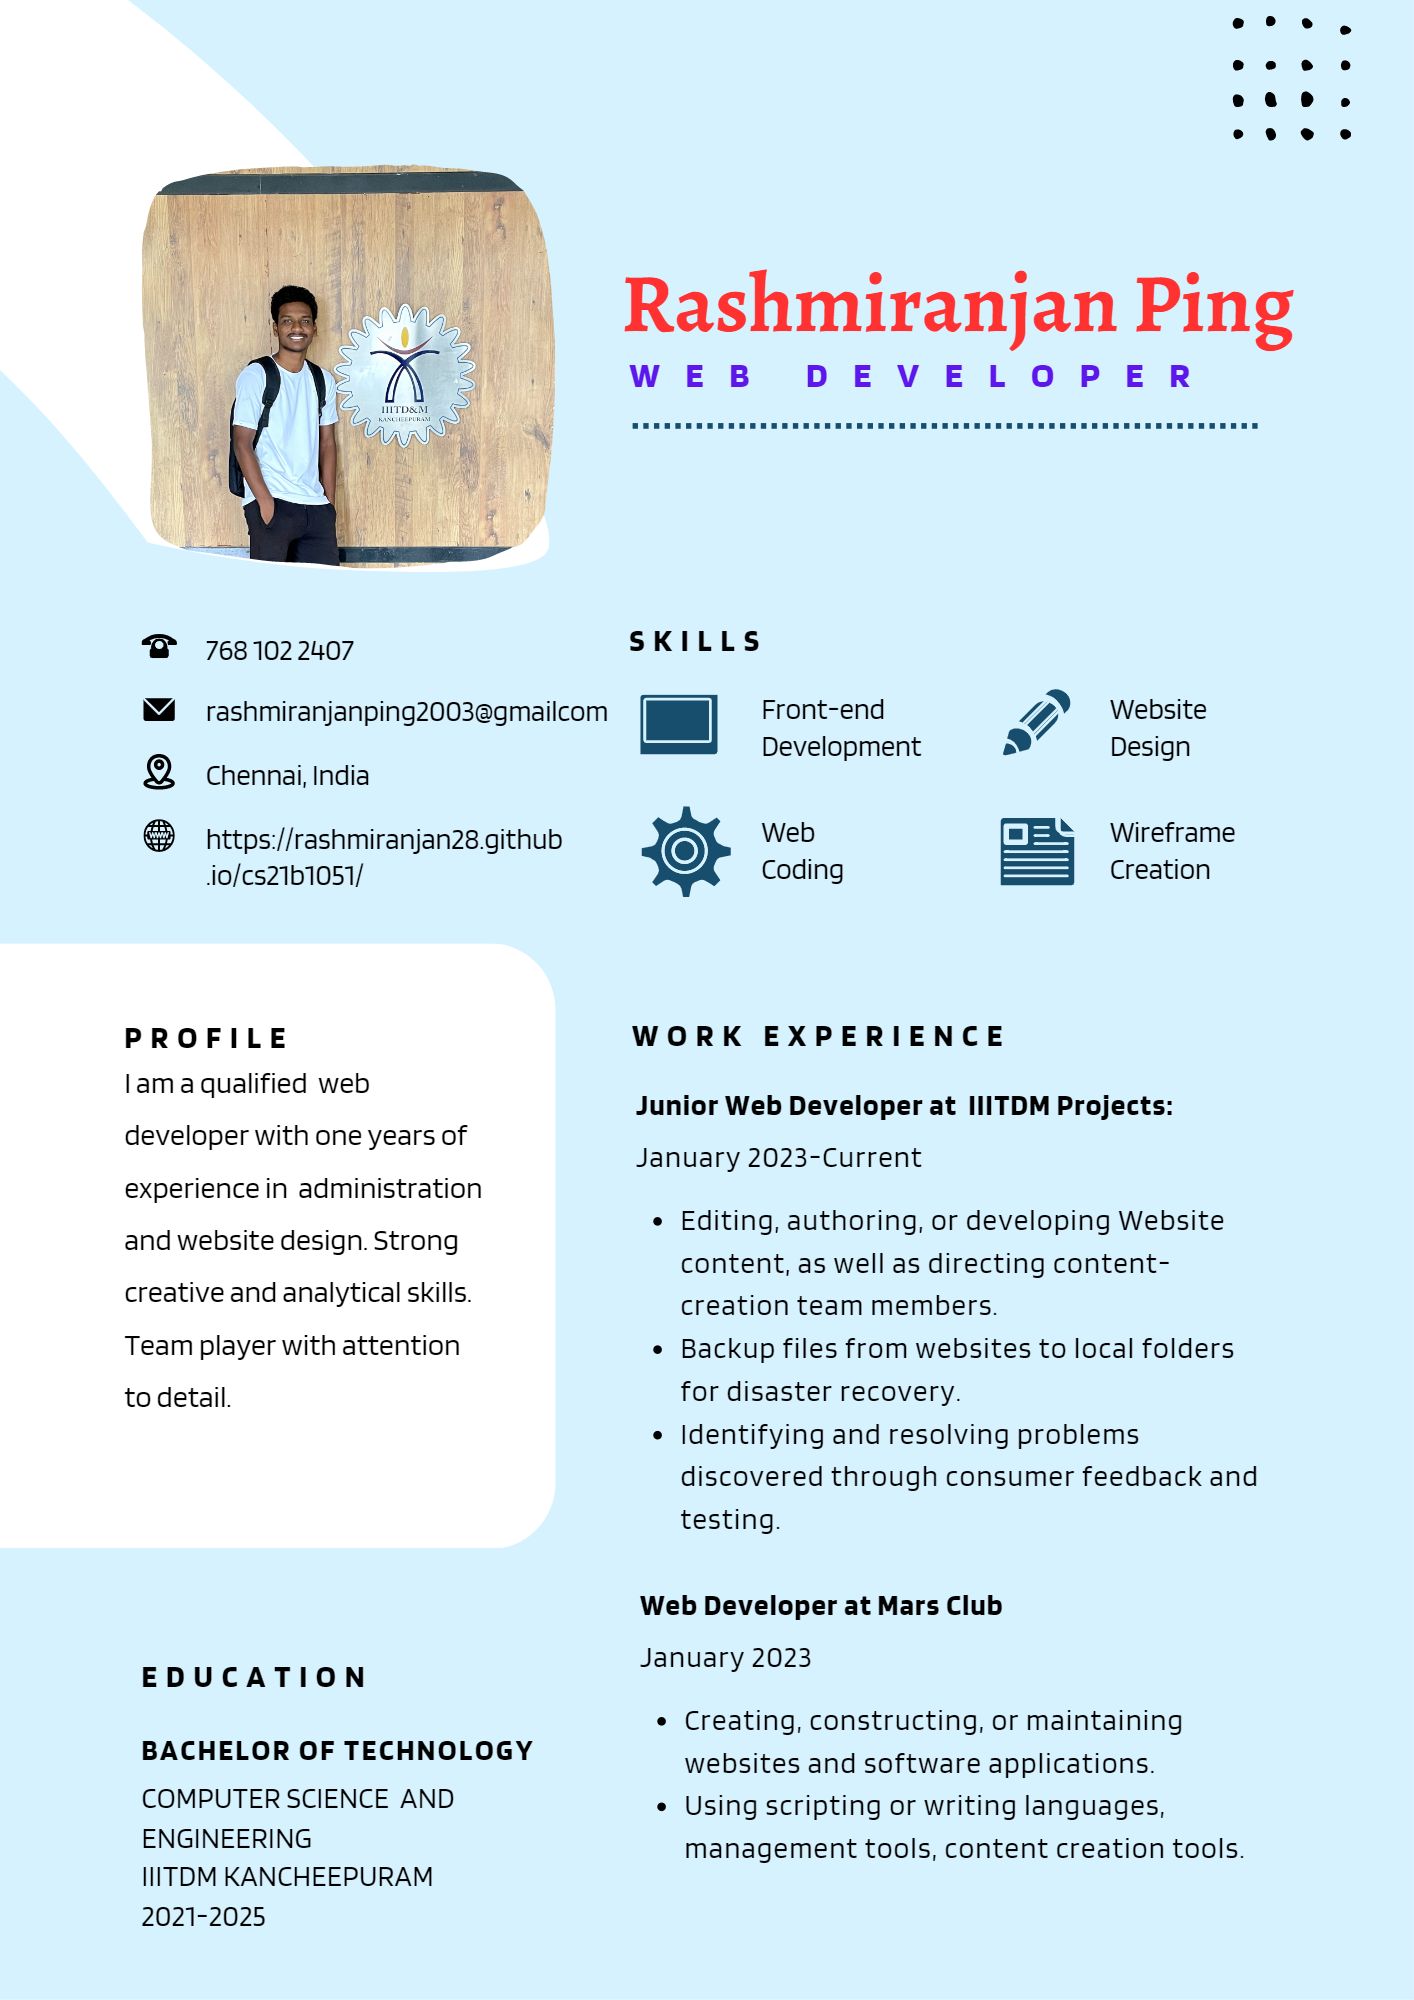 IIITD&M
KANCHEEPURAM
Rashmiranjan Ping
WEB DEVELOPER
768 102 2407
rashmiranjanping2003@gmailcom
Chennai, India
https://rashmiranjan28.github
.io/cs21b1051/
SKILLS
Front-end
Development
Website
Design
Web
Coding
Wireframe
Creation
PROFILE
I am a qualified  web
developer with one years of
experience in  administration
and website design. Strong
creative and analytical skills.
Team player with attention
to detail.
EDUCATION
BACHELOR OF TECHNOLOGY
COMPUTER SCIENCE  AND
ENGINEERING
IIITDM KANCHEEPURAM
2021-2025
WORK EXPERIENCE
Junior Web Developer at  IIITDM Projects:
January 2023-Current
• Editing, authoring, or developing Website
content, as well as directing content-
creation team members.
• Backup files from websites to local folders
for disaster recovery.
• Identifying and resolving problems
discovered through consumer feedback and
testing.
Web Developer at Mars Club
January 2023
• Creating, constructing, or maintaining
websites and software applications.
• Using scripting or writing languages,
management tools, content creation tools.